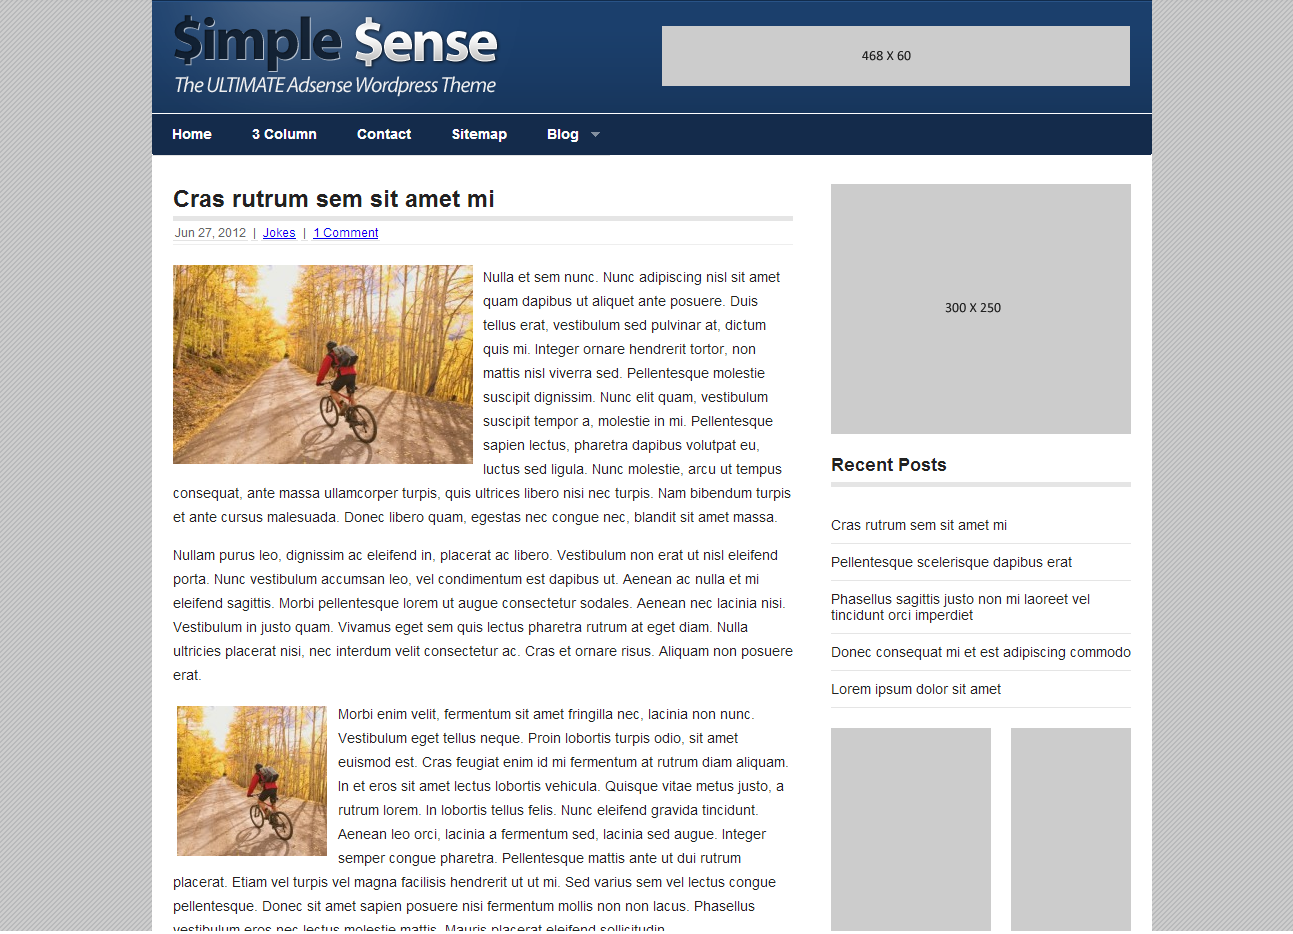 $imple $ense
The ULTIMATE Adsense Wordpress Theme
468 X 60
Home
3 Column
Contact
Sitemap
Blog
Cras rutrum sem sit amet mi
Jun 27, 2012 | Jokes | 1 Comment
Nulla et sem nunc. Nunc adipiscing nisl sit amet
quam dapibus ut aliquet ante posuere. Duis
tellus erat, vestibulum sed pulvinar at, dictum
quis mi. Integer ornare hendrerit tortor, non
mattis nisl viverra sed. Pellentesque molestie
suscipit dignissim. Nunc elit quam, vestibulum
suscipit tempor a, molestie in mi. Pellentesque
sapien lectus, pharetra dapibus volutpat eu,
luctus sed ligula. Nunc molestie, arcu ut tempus
consequat, ante massa ullamcorper turpis, quis ultrices libero nisi nec turpis. Nam bibendum turpis
et ante cursus malesuada. Donec libero quam, egestas nec congue nec, blandit sit amet massa.
Nullam purus leo, dignissim ac eleifend in, placerat ac libero. Vestibulum non erat ut nisl eleifend
porta. Nunc vestibulum accumsan leo, vel condimentum est dapibus ut. Aenean ac nulla et mi
eleifend sagittis. Morbi pellentesque lorem ut augue consectetur sodales. Aenean nec lacinia nisi.
Vestibulum in justo quam. Vivamus eget sem quis lectus pharetra rutrum at eget diam. Nulla
ultricies placerat nisi, nec interdum velit consectetur ac. Cras et ornare risus. Aliquam non posuere
erat.
Morbi enim velit, fermentum sit amet fringilla nec, lacinia non nunc.
Vestibulum eget tellus neque. Proin lobortis turpis odio, sit amet
euismod est. Cras feugiat enim id mi fermentum at rutrum diam aliquam.
In et eros sit amet lectus lobortis vehicula. Quisque vitae metus justo, a
rutrum lorem. In lobortis tellus felis. Nunc eleifend gravida tincidunt.
Aenean leo orci, lacinia a fermentum sed, lacinia sed augue. Integer
semper congue pharetra. Pellentesque mattis ante ut dui rutrum
placerat. Etiam vel turpis vel magna facilisis hendrerit ut ut mi. Sed varius sem vel lectus congue
pellentesque. Donec sit amet sapien posuere nisi fermentum mollis non non lacus. Phasellus
vestibulum eros nec lectus molestie mattis. Mauris placerat eleifend sollicitudin.
300 X 250
Recent Posts
Cras rutrum sem sit amet mi
Pellentesque scelerisque dapibus erat
Phasellus sagittis justo non mi laoreet vel
tincidunt orci imperdiet
Donec consequat mi et est adipiscing commodo
Lorem ipsum dolor sit amet